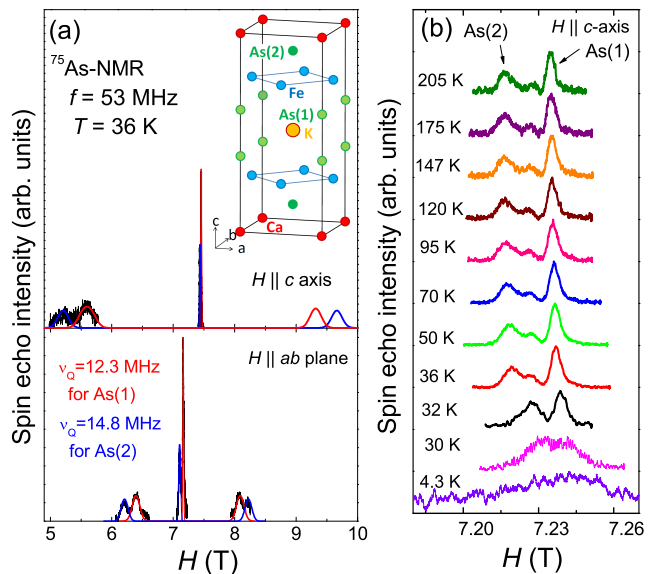 (a)
⁷⁵As-NMR
f = 53 MHz
T = 36 K
As(2)
Fe
As(1)
K
Ca
c
b
a
H || c axis
H || ab plane
νQ=12.3 MHz
for As(1)
νQ=14.8 MHz
for As(2)
Spin echo intensity (arb. units)
5 6 7 8 9 10
H (T)
(b)
H || c-axis
As(2)
As(1)
205 K
175 K
147 K
120 K
95 K
70 K
50 K
36 K
32 K
30 K
4.3 K
Spin echo intensity (arb. units)
7.20 7.23 7.26
H (T)